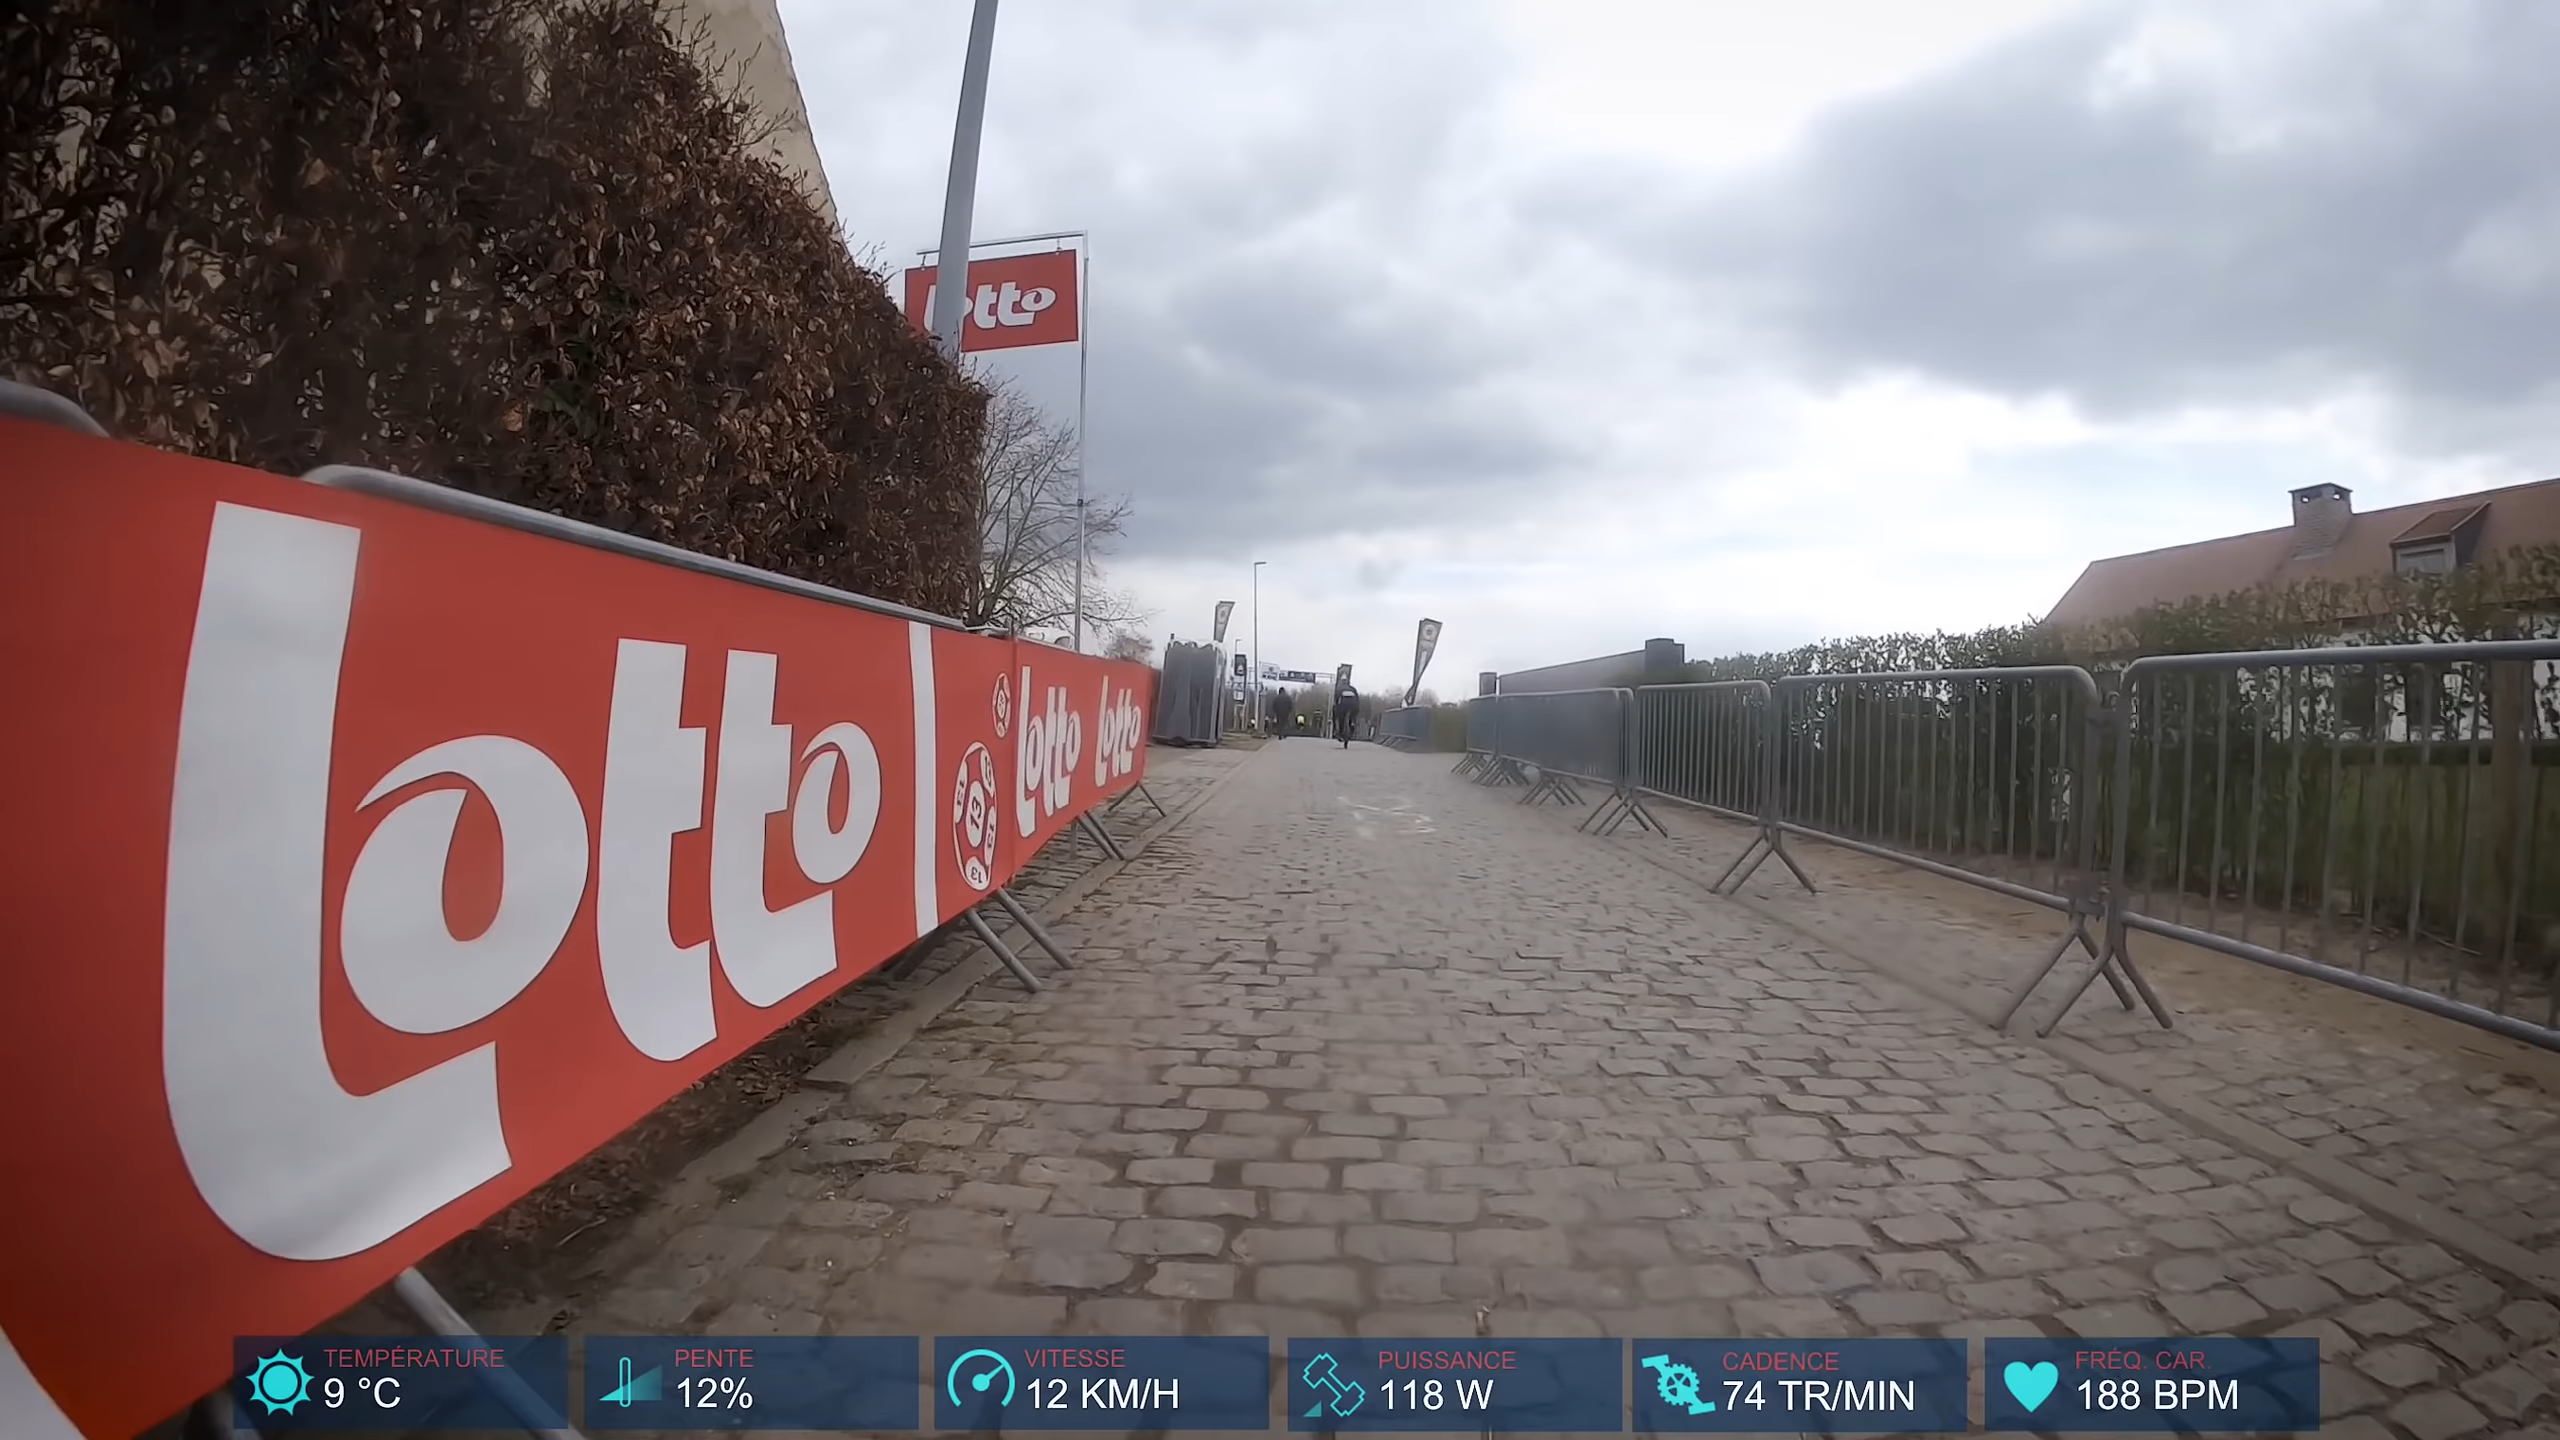 lotto
lotto
lotto
lotto
13
13
TEMPÉRATURE
9 °C
PENTE
12%
VITESSE
12 KM/H
PUISSANCE
118 W
CADENCE
74 TR/MIN
FRÉQ. CAR.
188 BPM